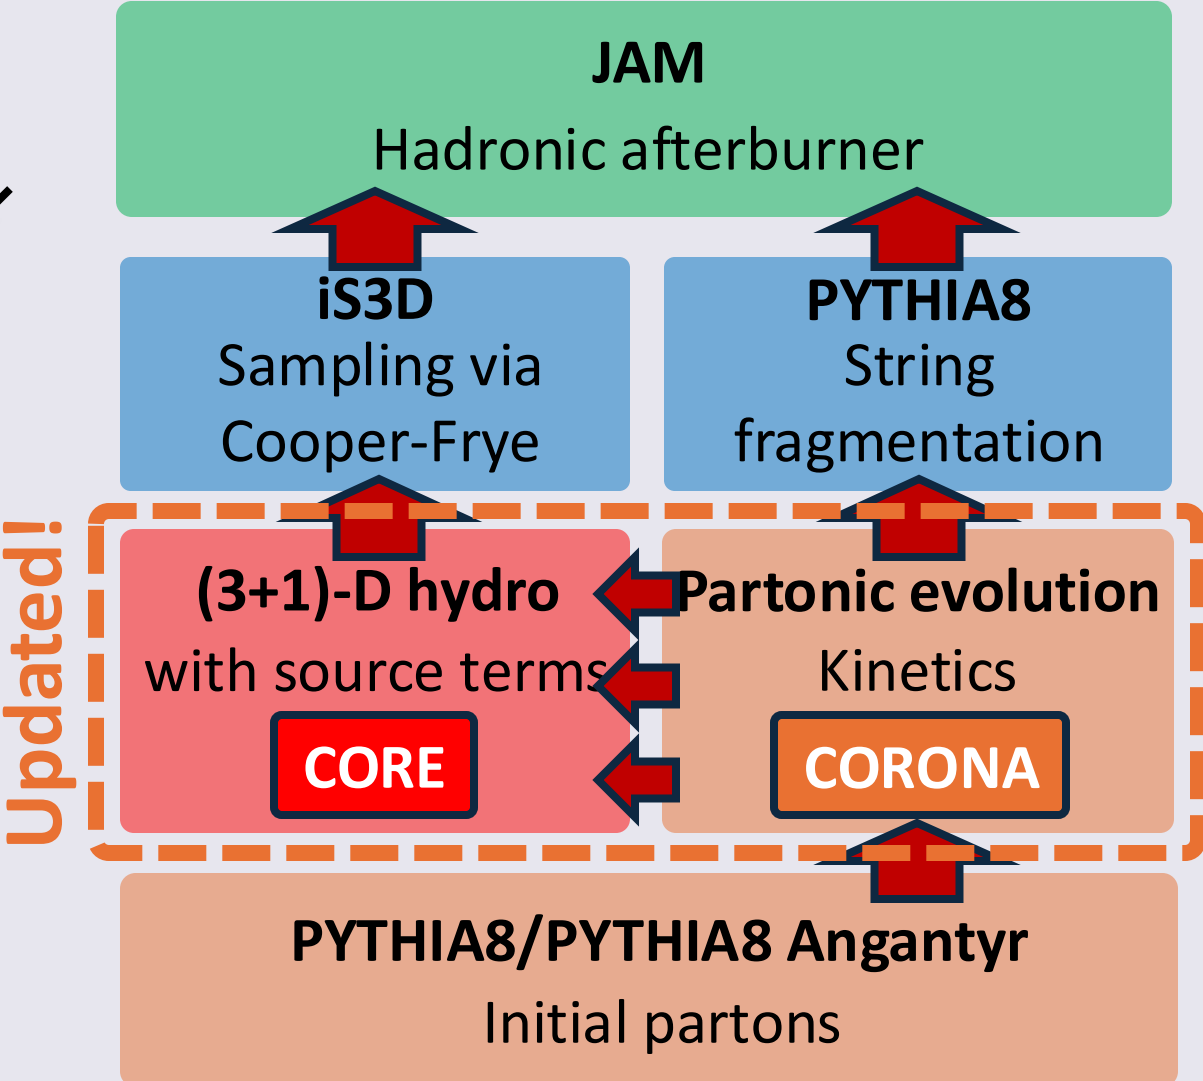 JAM
Hadronic afterburner
iS3D
Sampling via
Cooper-Frye
PYTHIA8
String
fragmentation
Updated!
(3+1)-D hydro
with source terms
CORE
Partonic evolution
Kinetics
CORONA
PYTHIA8/PYTHIA8 Angantyr
Initial partons